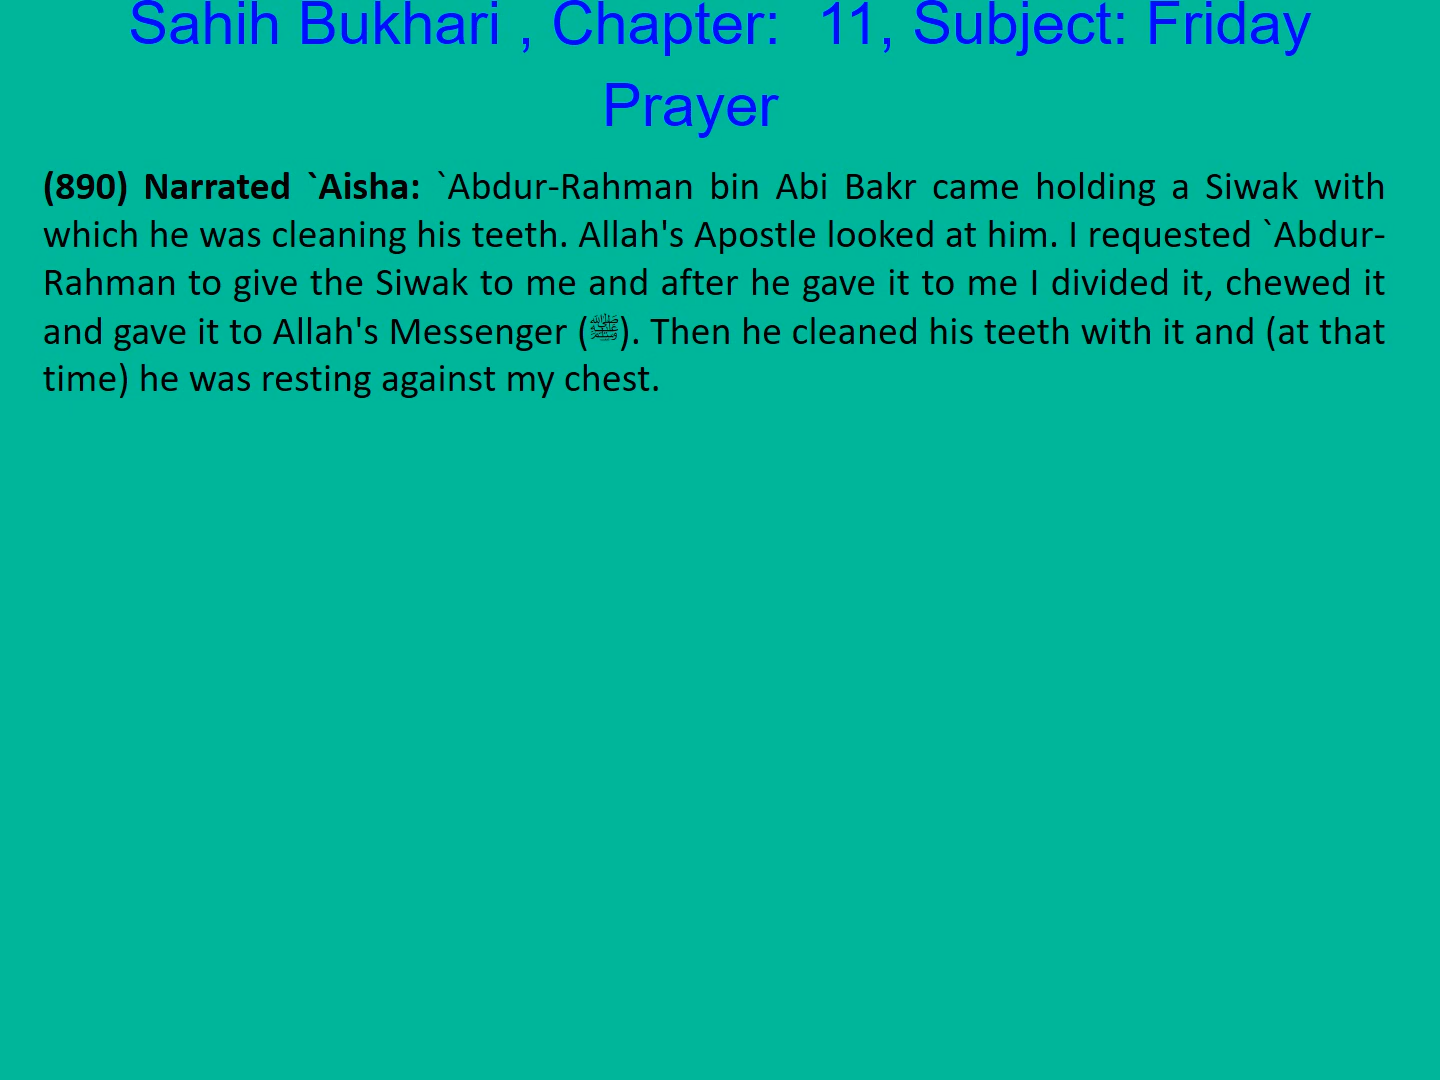 Sahih Bukhari , Chapter:  11, Subject: Friday
Prayer
(890) Narrated `Aisha: `Abdur-Rahman bin Abi Bakr came holding a Siwak with
which he was cleaning his teeth. Allah's Apostle looked at him. I requested `Abdur-
Rahman to give the Siwak to me and after he gave it to me I divided it, chewed it
and gave it to Allah's Messenger (ﷺ). Then he cleaned his teeth with it and (at that
time) he was resting against my chest.